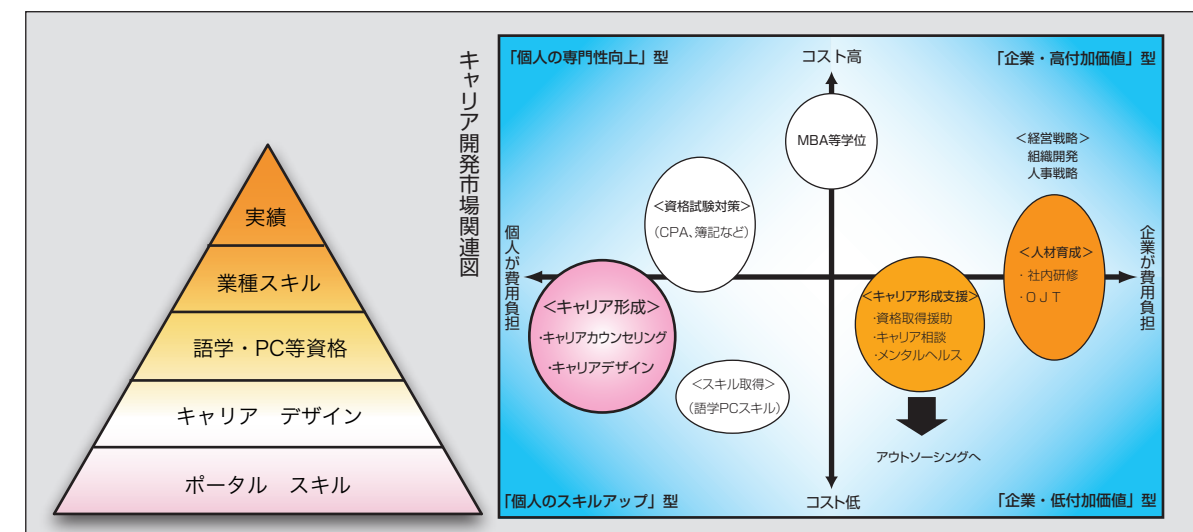 実績
業種スキル
語学・PC等資格
キャリア　デザイン
ポータル　スキル
キャリア開発市場関連図
「個人の専門性向上」型
コスト高
「企業・高付加価値」型
MBA等学位
＜経営戦略＞
組織開発
人事戦略
＜資格試験対策＞
（CPA、簿記など）
個人が費用負担
企業が費用負担
＜人材育成＞
・社内研修
・ＯＪＴ
＜キャリア形成＞
・キャリアカウンセリング
・キャリアデザイン
＜キャリア形成支援＞
・資格取得援助
・キャリア相談
・メンタルヘルス
＜スキル取得＞
（語学PCスキル）
アウトソーシングへ
「個人のスキルアップ」型
コスト低
「企業・低付加価値」型